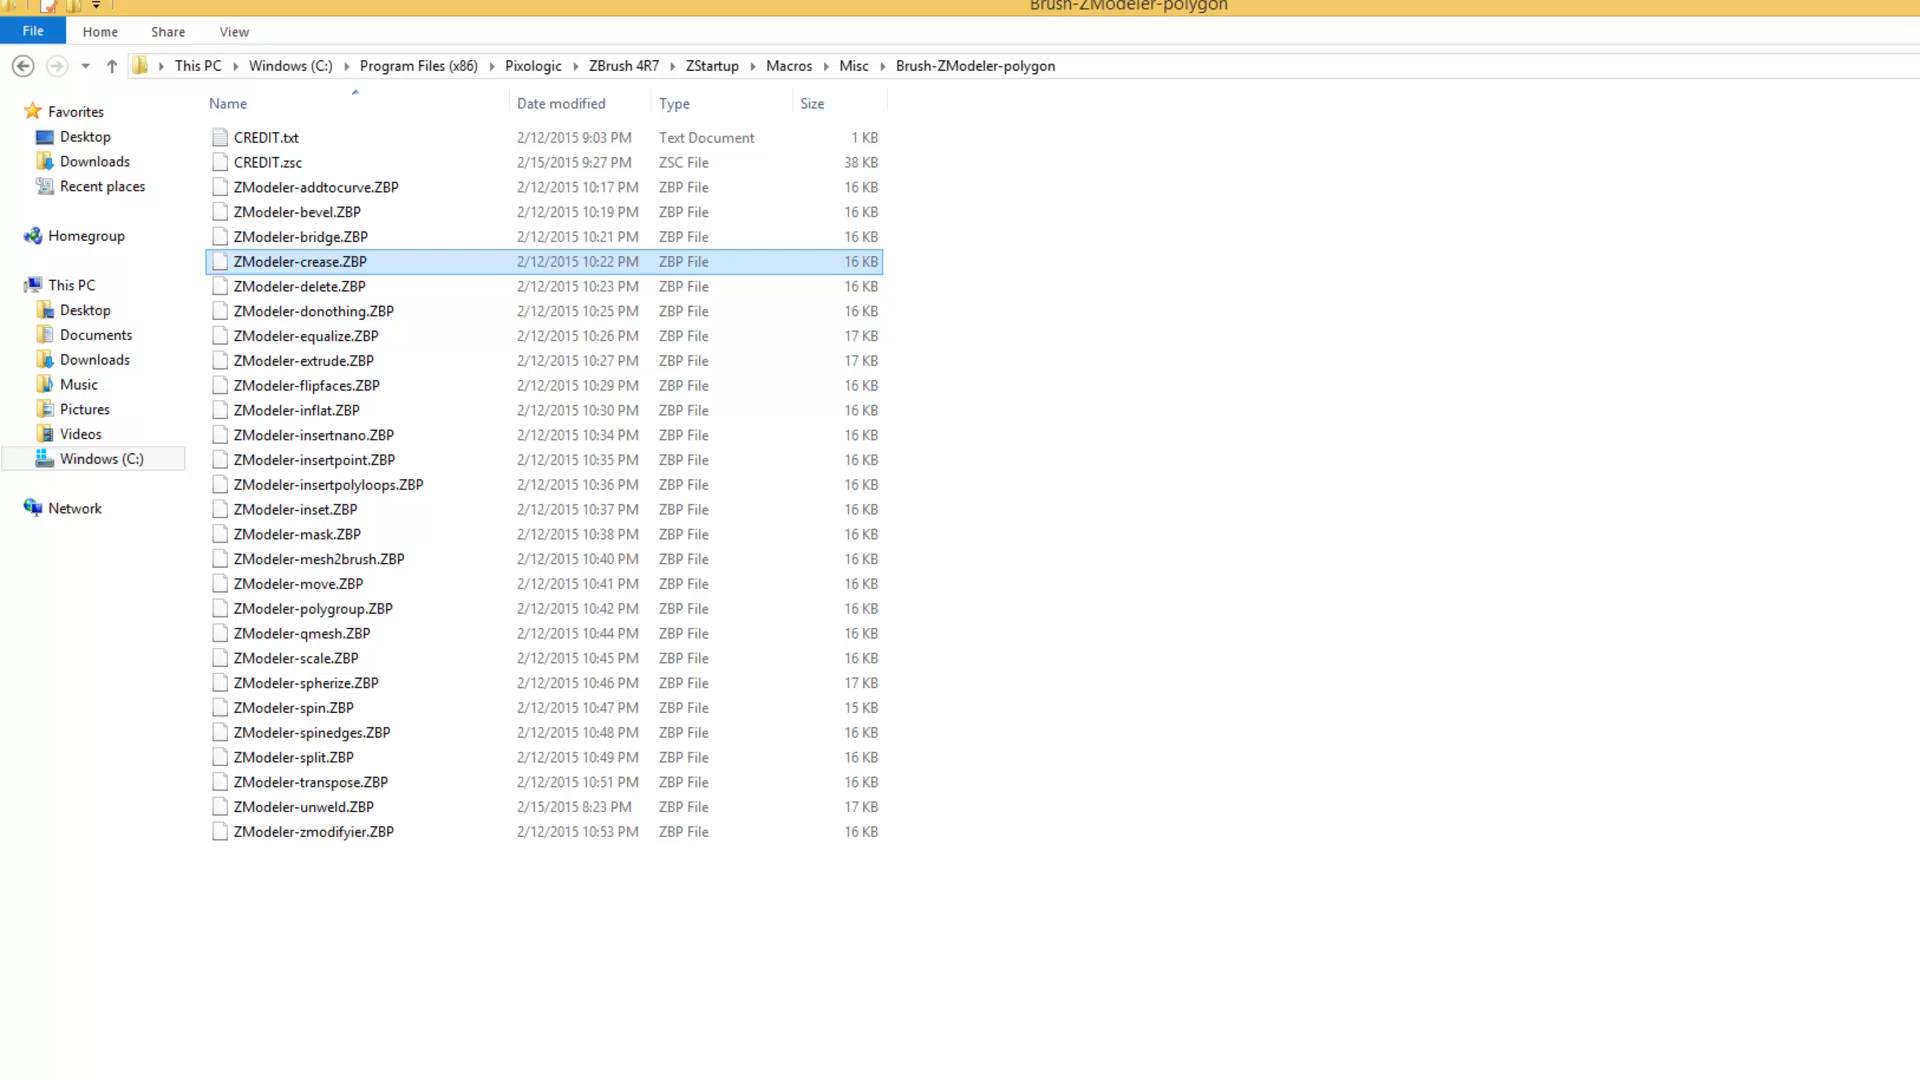 Brush-ZModeler-polygon
File Home Share View
This PC Windows (C:) Program Files (x86) Pixologic ZBrush 4R7 ZStartup Macros Misc Brush-ZModeler-polygon
Favorites
Desktop
Downloads
Recent places
Homegroup
This PC
Desktop
Documents
Downloads
Music
Pictures
Videos
Windows (C:)
Network
Name Date modified Type Size
CREDIT.txt 2/12/2015 9:03 PM Text Document 1 KB
CREDIT.zsc 2/15/2015 9:27 PM ZSC File 38 KB
ZModeler-addtocurve.ZBP 2/12/2015 10:17 PM ZBP File 16 KB
ZModeler-bevel.ZBP 2/12/2015 10:19 PM ZBP File 16 KB
ZModeler-bridge.ZBP 2/12/2015 10:21 PM ZBP File 16 KB
ZModeler-crease.ZBP 2/12/2015 10:22 PM ZBP File 16 KB
ZModeler-delete.ZBP 2/12/2015 10:23 PM ZBP File 16 KB
ZModeler-donothing.ZBP 2/12/2015 10:25 PM ZBP File 16 KB
ZModeler-equalize.ZBP 2/12/2015 10:26 PM ZBP File 17 KB
ZModeler-extrude.ZBP 2/12/2015 10:27 PM ZBP File 17 KB
ZModeler-flipfaces.ZBP 2/12/2015 10:29 PM ZBP File 16 KB
ZModeler-inflat.ZBP 2/12/2015 10:30 PM ZBP File 16 KB
ZModeler-insertnano.ZBP 2/12/2015 10:34 PM ZBP File 16 KB
ZModeler-insertpoint.ZBP 2/12/2015 10:35 PM ZBP File 16 KB
ZModeler-insertpolyloops.ZBP 2/12/2015 10:36 PM ZBP File 16 KB
ZModeler-inset.ZBP 2/12/2015 10:37 PM ZBP File 16 KB
ZModeler-mask.ZBP 2/12/2015 10:38 PM ZBP File 16 KB
ZModeler-mesh2brush.ZBP 2/12/2015 10:40 PM ZBP File 16 KB
ZModeler-move.ZBP 2/12/2015 10:41 PM ZBP File 16 KB
ZModeler-polygroup.ZBP 2/12/2015 10:42 PM ZBP File 16 KB
ZModeler-qmesh.ZBP 2/12/2015 10:44 PM ZBP File 16 KB
ZModeler-scale.ZBP 2/12/2015 10:45 PM ZBP File 16 KB
ZModeler-spherize.ZBP 2/12/2015 10:46 PM ZBP File 17 KB
ZModeler-spin.ZBP 2/12/2015 10:47 PM ZBP File 15 KB
ZModeler-spinedges.ZBP 2/12/2015 10:48 PM ZBP File 16 KB
ZModeler-split.ZBP 2/12/2015 10:49 PM ZBP File 16 KB
ZModeler-transpose.ZBP 2/12/2015 10:51 PM ZBP File 16 KB
ZModeler-unweld.ZBP 2/15/2015 8:23 PM ZBP File 17 KB
ZModeler-zmodifyier.ZBP 2/12/2015 10:53 PM ZBP File 16 KB